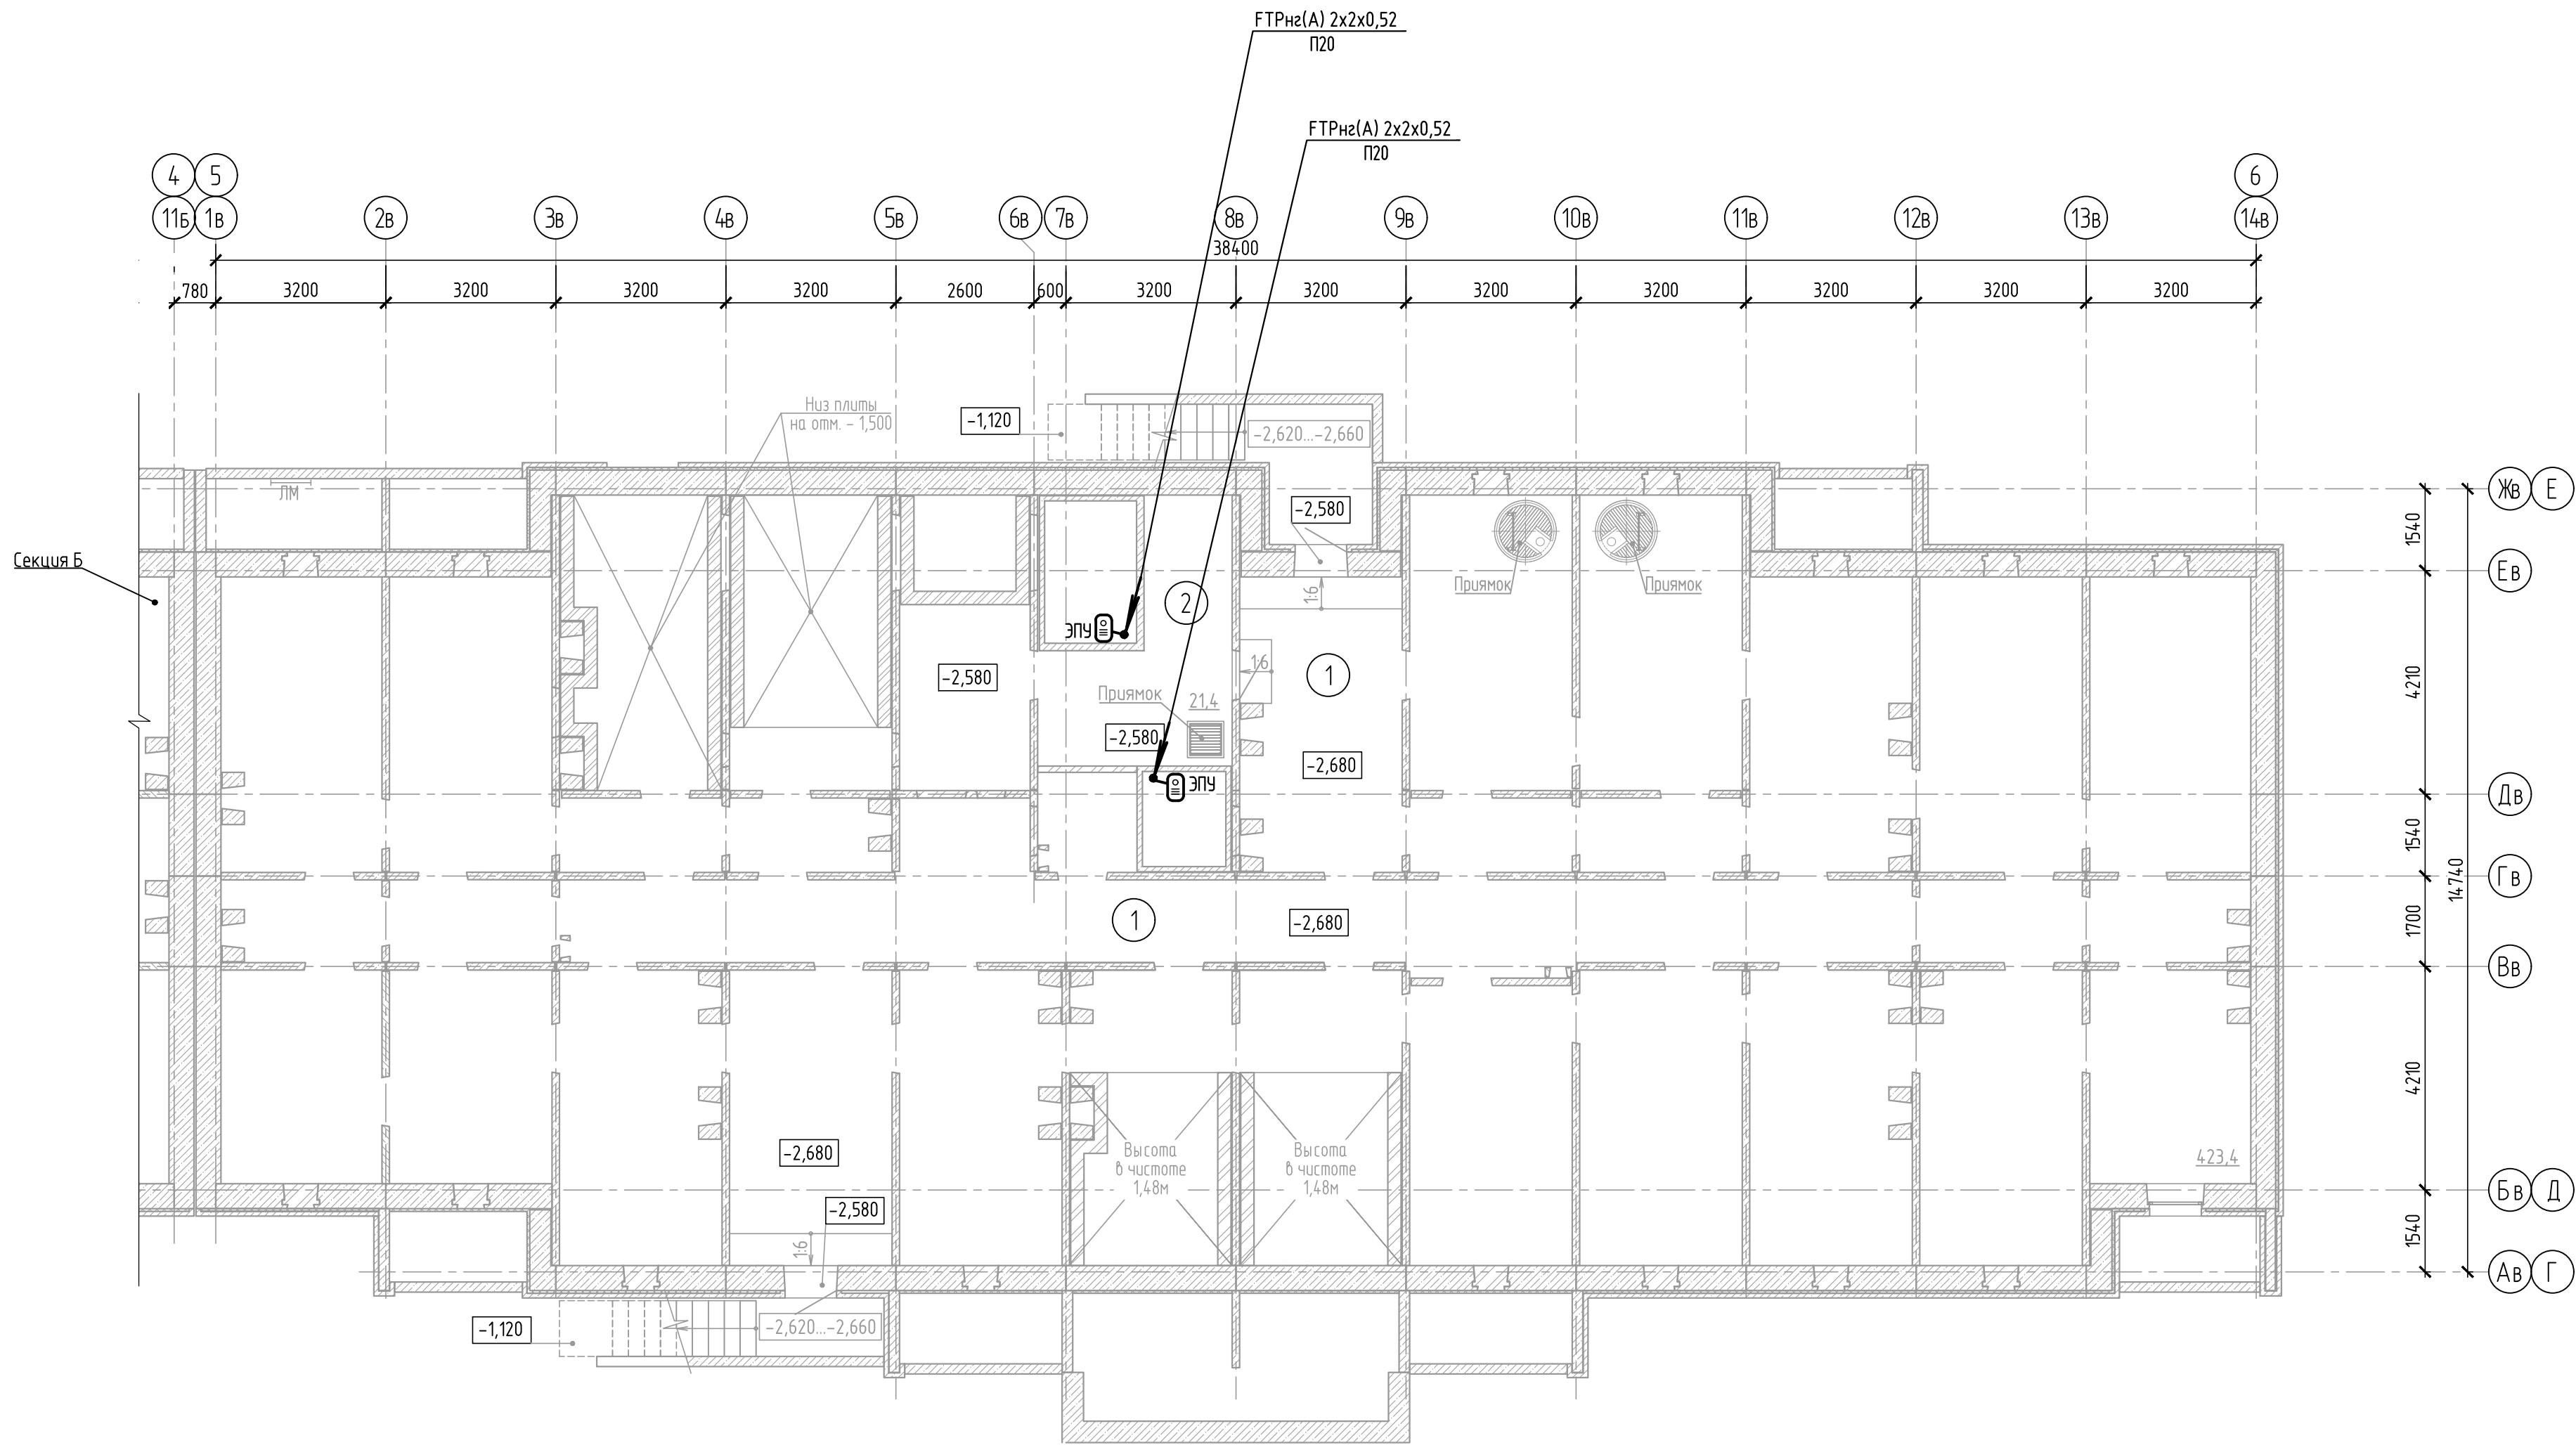 FTPнг(А) 2х2х0,52
П20
FTPнг(А) 2х2х0,52
П20
4 5 6
11Б 1в 2в 3в 4в 5в 6в 7в 8в 9в 10в 11в 12в 13в 14в
38400
780 3200 3200 3200 3200 2600 600 3200 3200 3200 3200 3200 3200 3200
Низ плиты
на отм. - 1,500
-1,120
-2,620...-2,660
ЛМ
-2,580
Жв Е
1540
Секция Б
Ев
Приямок
Приямок
1:6
2
ЭПУ
1:6
1
-2,580
4210
Приямок
21,4
-2,580
-2,680
ЭПУ
Дв
1540
Гв
14740
1
-2,680
1700
Вв
4210
-2,680
Высота
в чистоте
1,48м
Высота
в чистоте
1,48м
423,4
-2,580
Бв Д
1:6
1540
Ав Г
-1,120
-2,620...-2,660